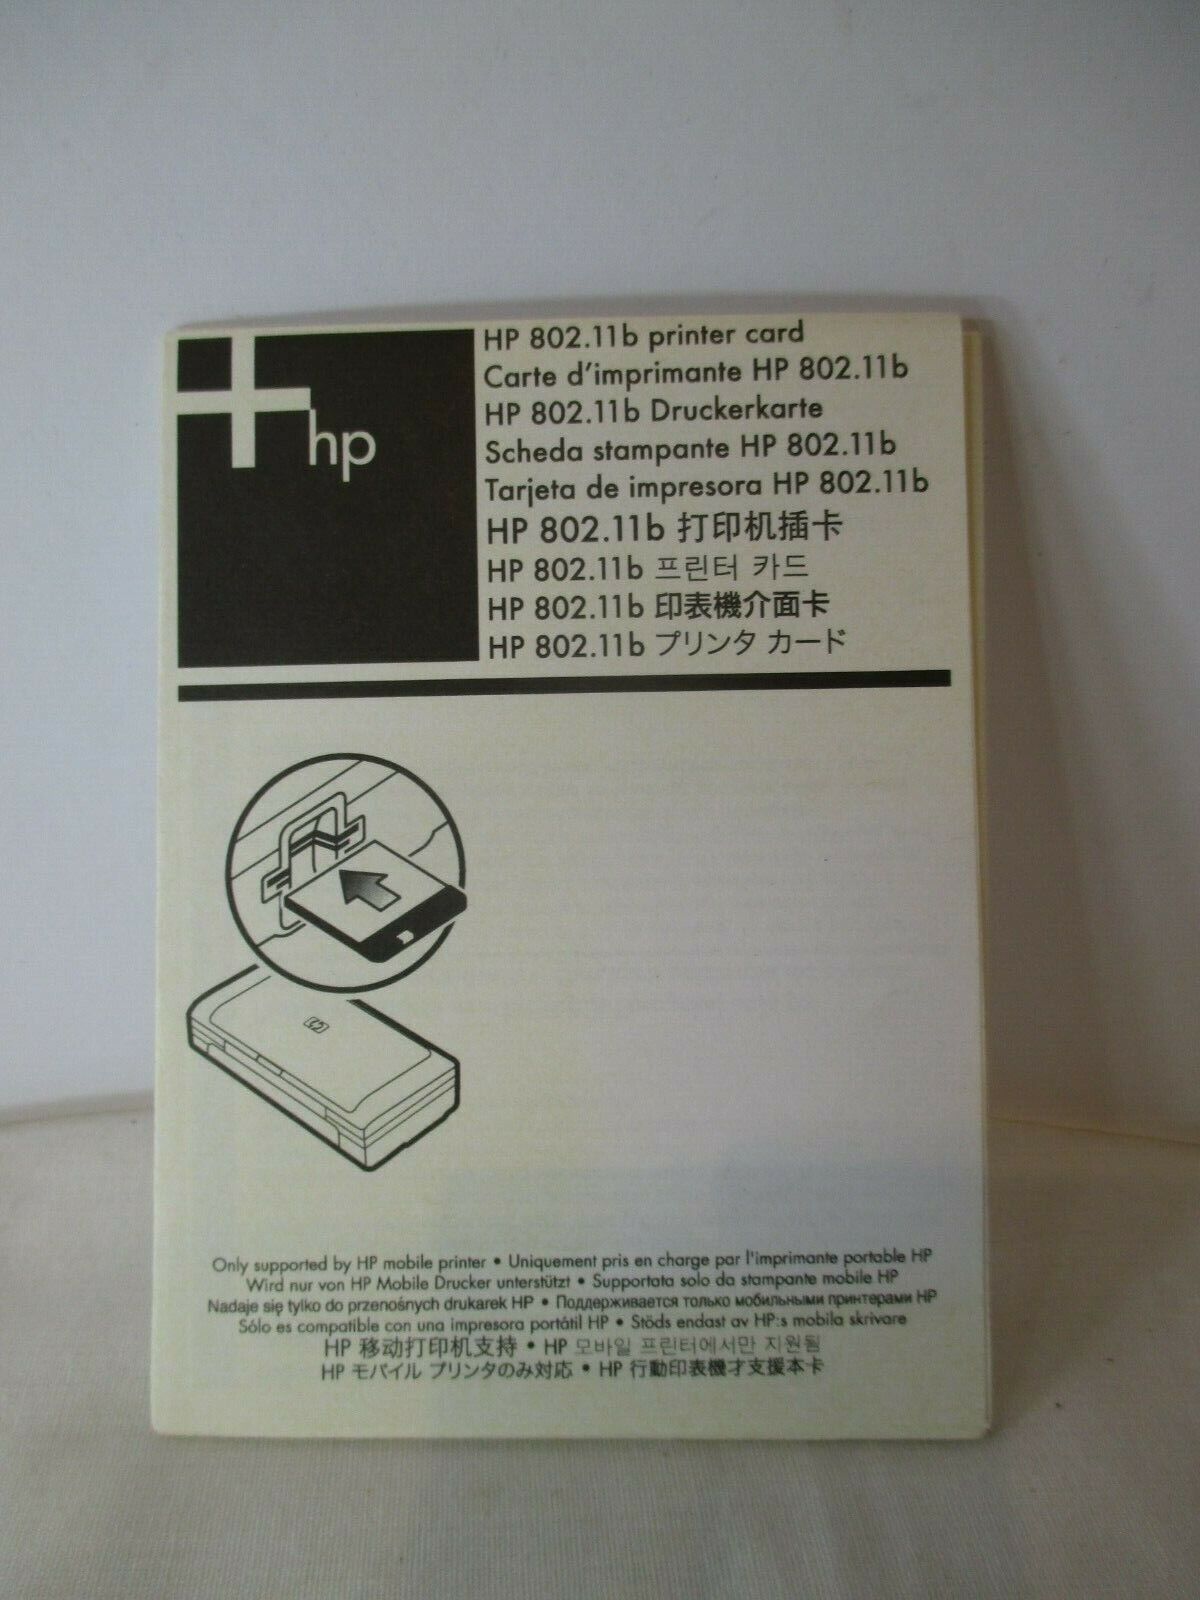 hp
HP 802.11b printer card
Carte d'imprimante HP 802.11b
HP 802.11b Druckerkarte
Scheda stampante HP 802.11b
Tarjeta de impresora HP 802.11b
HP 802.11b 打印机插卡
HP 802.11b 프린터 카드
HP 802.11b 印表機介面卡
HP 802.11b プリンタ カード
hp
Only supported by HP mobile printer • Uniquement pris en charge par l'imprimante portable HP
Wird nur von HP Mobile Drucker unterstützt • Supportata solo da stampante mobile HP
Nadaje się tylko do przenośnych drukarek HP • Поддерживается только мобильными принтерами HP
Sólo es compatible con una impresora portátil HP • Stöds endast av HP:s mobila skrivare
HP 移动打印机支持 • HP 모바일 프린터에서만 지원됨
HP モバイル プリンタのみ対応 • HP 行動印表機才支援本卡